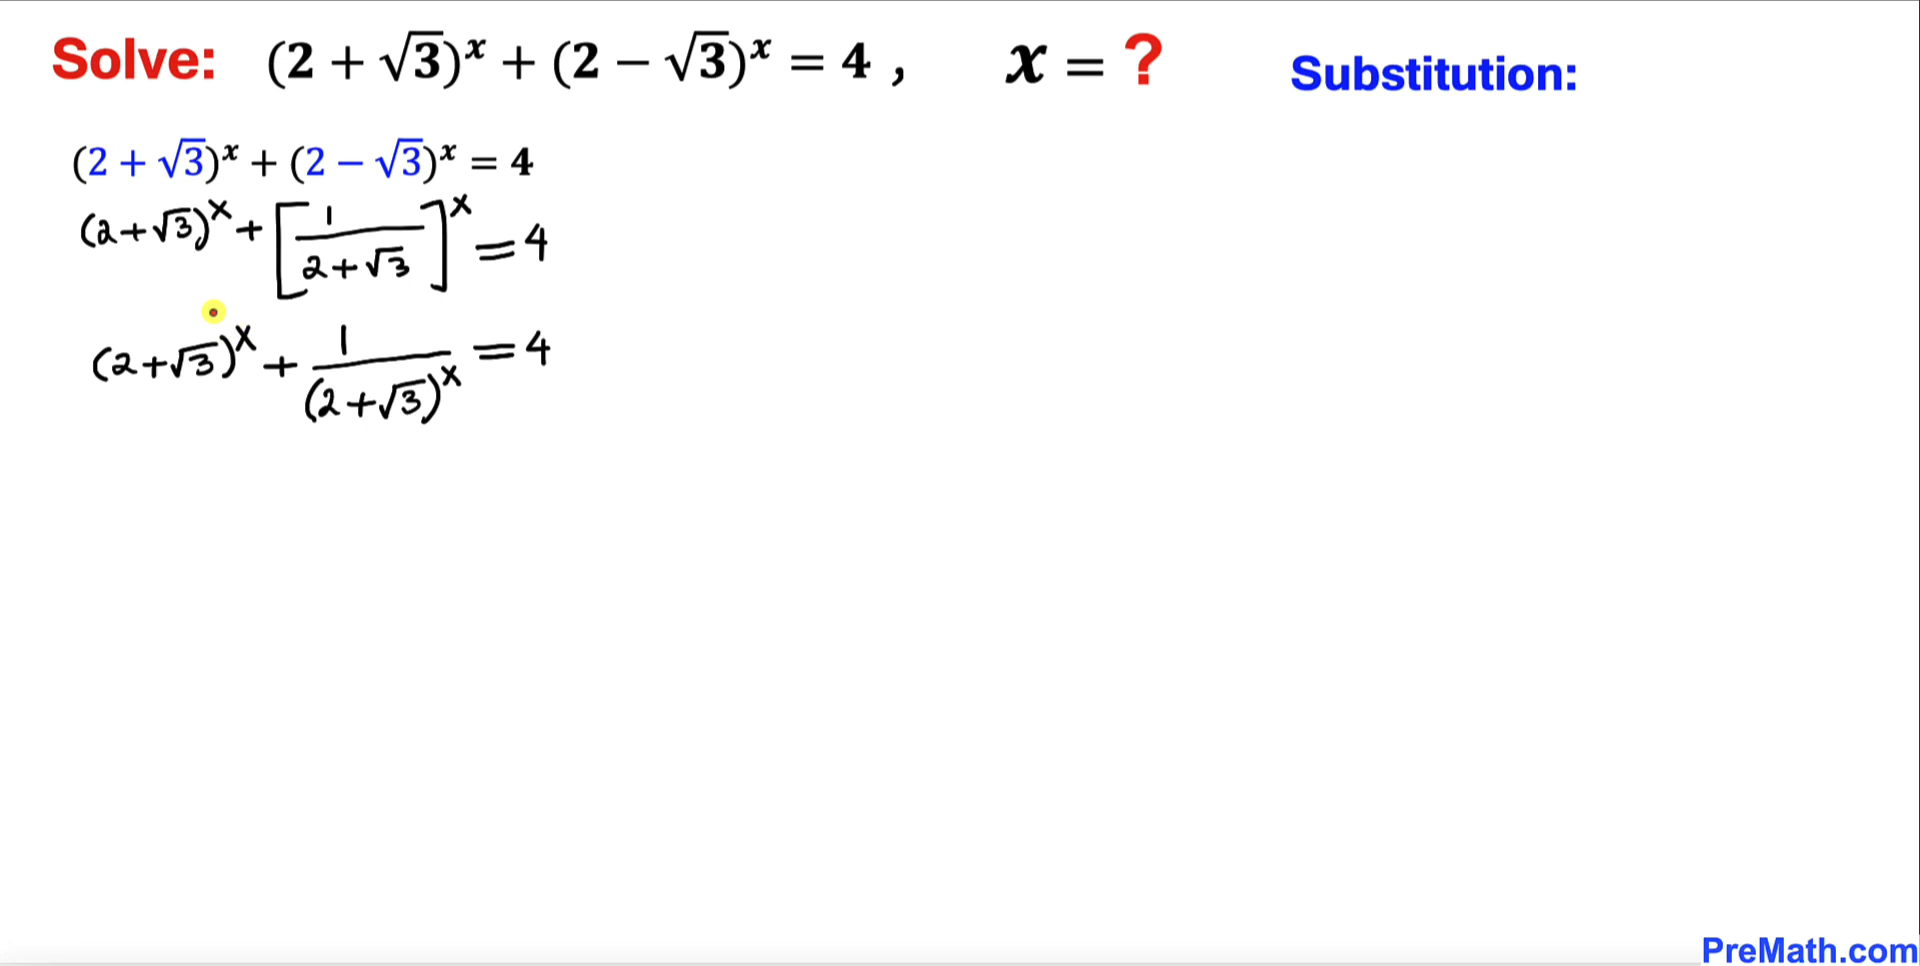 Solve: (2 + √3)ˣ + (2 − √3)ˣ = 4 , x = ? Substitution:
(2 + √3)ˣ + (2 − √3)ˣ = 4
(2+√3)ˣ + [1/(2+√3)]ˣ = 4
(2+√3)ˣ + 1/(2+√3)ˣ = 4
PreMath.com